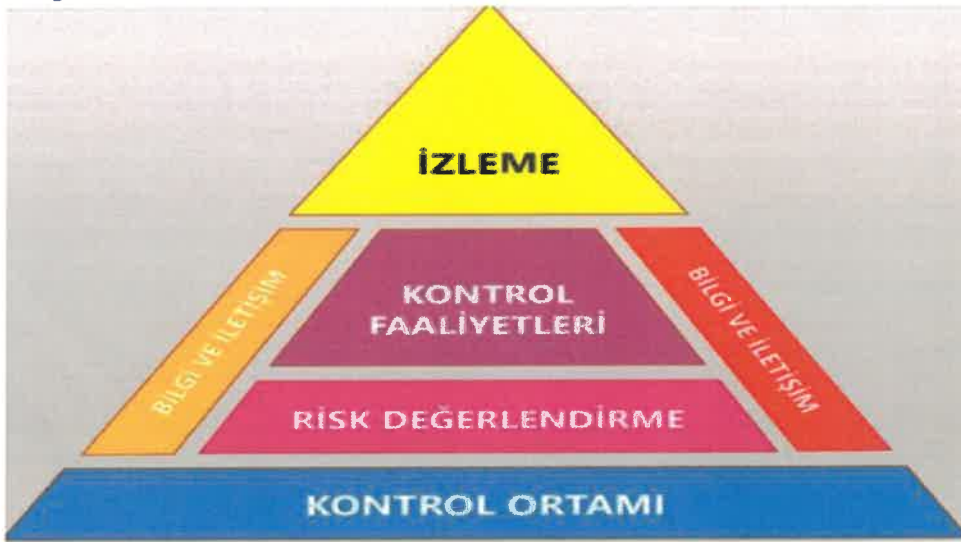 İZLEME
BİLGİ VE İLETİŞİM
KONTROL
FAALİYETLERİ
BİLGİ VE İLETİŞİM
RİSK DEĞERLENDİRME
KONTROL ORTAMI